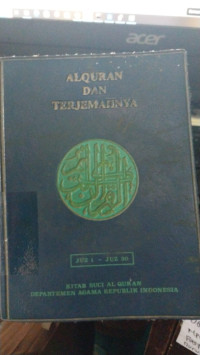 acer
ALQURAN
DAN
TERJEMAHNYA
JUZ 1 - JUZ 30
KITAB SUCI AL QURAN
DEPARTEMEN AGAMA REPUBLIK INDONESIA